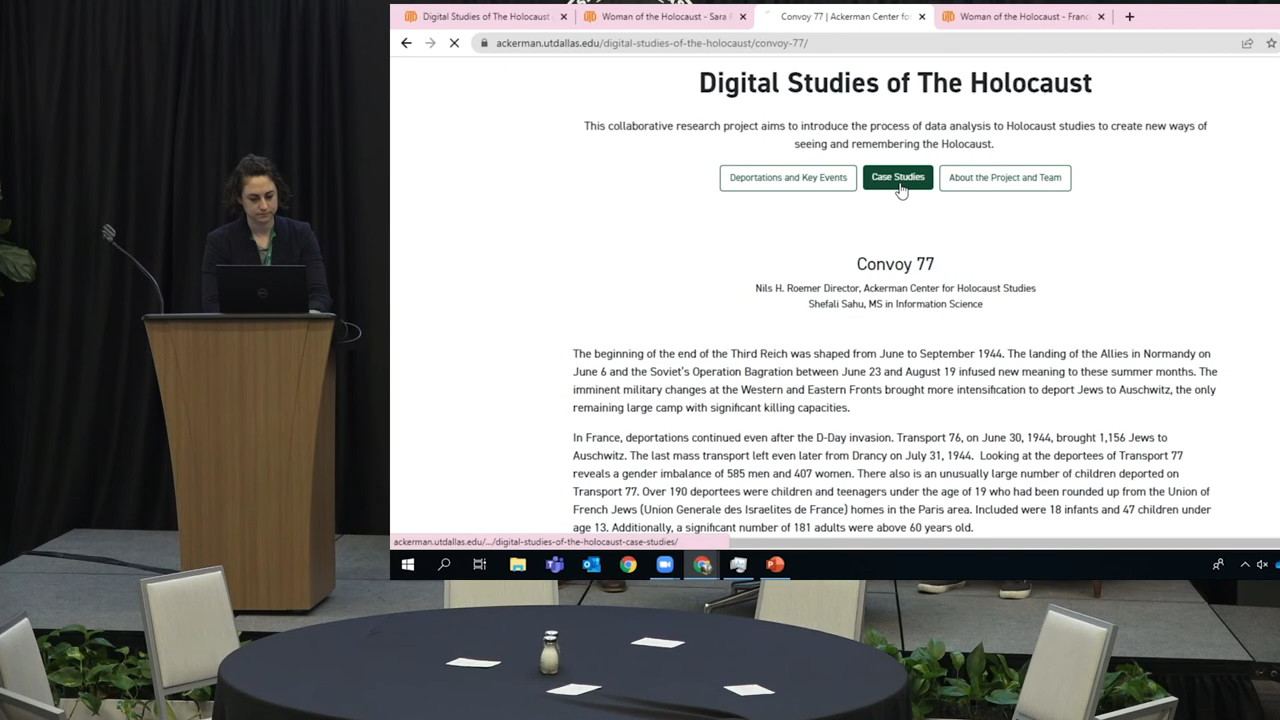 Digital Studies of The Holocaust
Woman of the Holocaust - Sara
Convoy 77 | Ackerman Center for
Woman of the Holocaust - Franc
ackerman.utdallas.edu/digital-studies-of-the-holocaust/convoy-77/
Digital Studies of The Holocaust
This collaborative research project aims to introduce the process of data analysis to Holocaust studies to create new ways of
seeing and remembering the Holocaust.
Deportations and Key Events
Case Studies
About the Project and Team
Convoy 77
Nils H. Roemer Director, Ackerman Center for Holocaust Studies
Shefali Sahu, MS in Information Science
The beginning of the end of the Third Reich was shaped from June to September 1944. The landing of the Allies in Normandy on
June 6 and the Soviet's Operation Bagration between June 23 and August 19 infused new meaning to these summer months. The
imminent military changes at the Western and Eastern Fronts brought more intensification to deport Jews to Auschwitz, the only
remaining large camp with significant killing capacities.
In France, deportations continued even after the D-Day invasion. Transport 76, on June 30, 1944, brought 1,156 Jews to
Auschwitz. The last mass transport left even later from Drancy on July 31, 1944. Looking at the deportees of Transport 77
reveals a gender imbalance of 585 men and 407 women. There also is an unusually large number of children deported on
Transport 77. Over 190 deportees were children and teenagers under the age of 19 who had been rounded up from the Union of
French Jews (Union Generale des Israelites de France) homes in the Paris area. Included were 18 infants and 47 children under
age 13. Additionally, a significant number of 181 adults were above 60 years old.
ackerman.utdallas.edu/.../digital-studies-of-the-holocaust-case-studies/